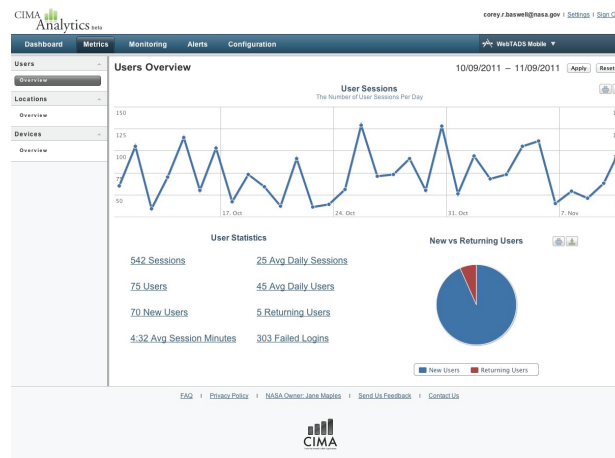 CIMA
Analytics beta
corey.r.baswell@nasa.gov | Settings | Sign
Dashboard Metrics Monitoring Alerts Configuration WebTADS Mobile ▼
Users
Overview
Locations
Overview
Devices
Overview
Users Overview
10/09/2011 – 11/09/2011 Apply Reset
User Sessions
The Number of User Sessions Per Day
150
125
100
75
50
17. Oct 24. Oct 31. Oct 7. Nov
User Statistics
542 Sessions 25 Avg Daily Sessions
75 Users 45 Avg Daily Users
70 New Users 5 Returning Users
4:32 Avg Session Minutes 303 Failed Logins
New vs Returning Users
New Users Returning Users
FAQ | Privacy Policy | NASA Owner: Jane Maples | Send Us Feedback | Contact Us
CIMA